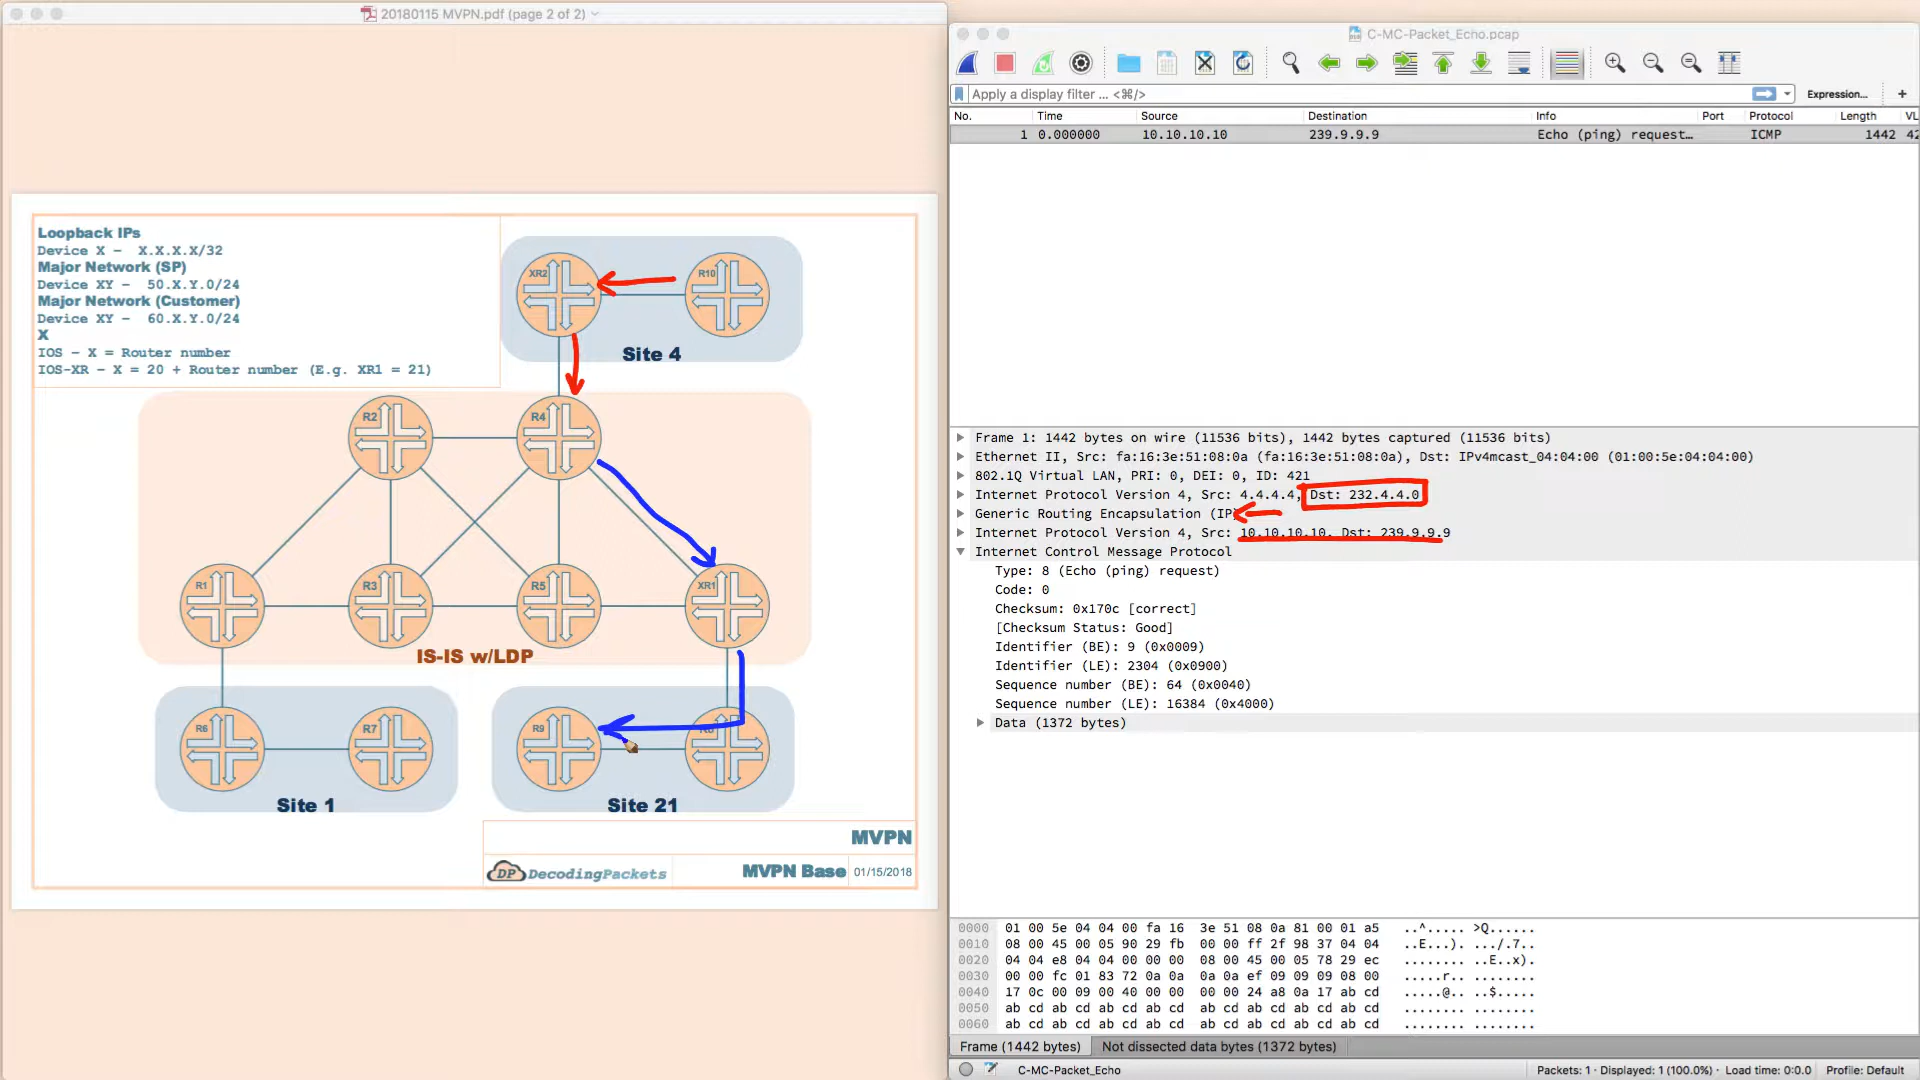 20180115 MVPN.pdf (page 2 of 2)
Loopback IPs
Device X -  X.X.X.X/32
Major Network (SP)
Device XY -  50.X.Y.0/24
Major Network (Customer)
Device XY -  60.X.Y.0/24
X
IOS - X = Router number
IOS-XR - X = 20 + Router number (E.g. XR1 = 21)
XR2
R10
Site 4
R2
R4
R1
R3
R5
XR1
IS-IS w/LDP
R6
R7
R9
Site 1
Site 21
MVPN
DP DecodingPackets
MVPN Base
01/15/2018
C-MC-Packet_Echo.pcap
Apply a display filter ... <⌘/>
Expression...
+
No. Time Source Destination Info Port Protocol Length VL
1 0.000000 10.10.10.10 239.9.9.9 Echo (ping) request… ICMP 1442 42
Frame 1: 1442 bytes on wire (11536 bits), 1442 bytes captured (11536 bits)
Ethernet II, Src: fa:16:3e:51:08:0a (fa:16:3e:51:08:0a), Dst: IPv4mcast_04:04:00 (01:00:5e:04:04:00)
802.1Q Virtual LAN, PRI: 0, DEI: 0, ID: 421
Internet Protocol Version 4, Src: 4.4.4.4, Dst: 232.4.4.0
Generic Routing Encapsulation (IP
Internet Protocol Version 4, Src: 10.10.10.10, Dst: 239.9.9.9
Internet Control Message Protocol
Type: 8 (Echo (ping) request)
Code: 0
Checksum: 0x170c [correct]
[Checksum Status: Good]
Identifier (BE): 9 (0x0009)
Identifier (LE): 2304 (0x0900)
Sequence number (BE): 64 (0x0040)
Sequence number (LE): 16384 (0x4000)
Data (1372 bytes)
0000 01 00 5e 04 04 00 fa 16 3e 51 08 0a 81 00 01 a5 ..^..... >Q......
0010 08 00 45 00 05 90 29 fb 00 00 ff 2f 98 37 04 04 ..E...). .../.7..
0020 04 04 e8 04 04 00 00 00 08 00 45 00 05 78 29 ec ........ ..E..x).
0030 00 00 fc 01 83 72 0a 0a 0a 0a ef 09 09 09 08 00 .....r.. ........
0040 17 0c 00 09 00 40 00 00 00 00 24 a8 0a 17 ab cd .....@.. ..$.....
0050 ab cd ab cd ab cd ab cd ab cd ab cd ab cd ab cd ........ ........
0060 ab cd ab cd ab cd ab cd ab cd ab cd ab cd ab cd ........ ........
Frame (1442 bytes) Not dissected data bytes (1372 bytes)
C-MC-Packet_Echo
Packets: 1 · Displayed: 1 (100.0%) · Load time: 0:0.0
Profile: Default